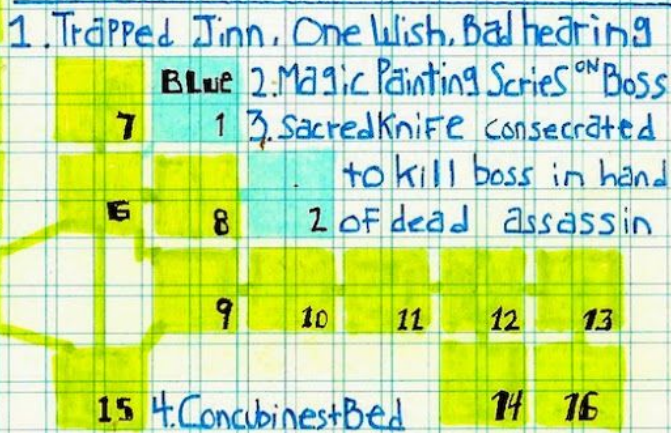 1. Trapped Jinn. One Wish. Bad hearing
BLUE 2. Magic Painting Scries ON Boss
7 1 3. Sacred Knife consecrated
to kill boss in hand
6 8 2 of dead assassin
9 10 11 12 13
15 4. Concubines + Bed 14 16